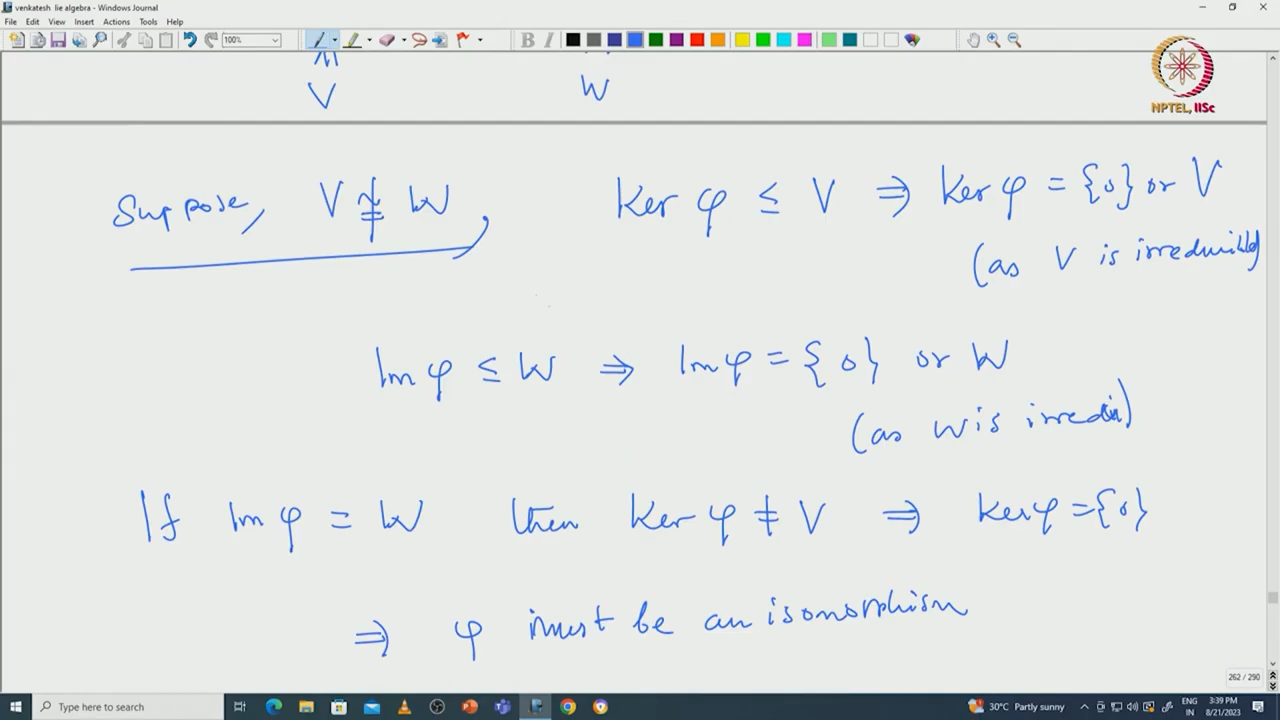 venkatesh lie algebra - Windows Journal
File Edit View Insert Actions Tools Help
100%
B I
V W
NPTEL, IISc
Suppose, V ≇ W, Ker φ ≤ V ⇒ Ker φ = {0} or V
(as V is irreducible)
Im φ ≤ W ⇒ Im φ = {0} or W
(as W is irredu)
If Im φ = W then Ker φ ≠ V ⇒ Ker φ = {0}
⇒ φ must be an isomorphism
262 / 290
Type here to search
30°C Partly sunny
ENG
IN
3:39 PM
8/21/2023